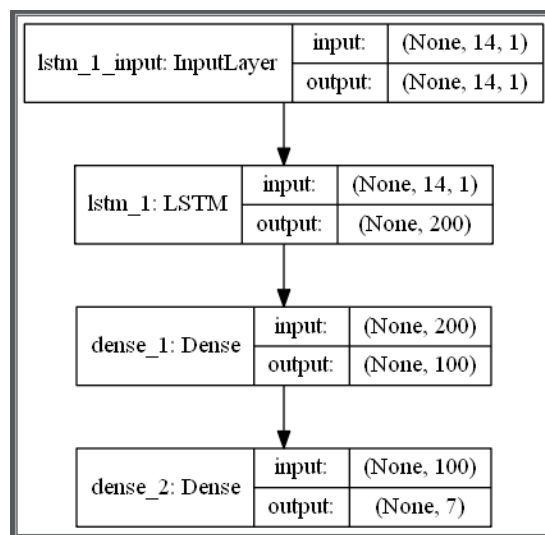 lstm_1_input: InputLayer input: (None, 14, 1)
output: (None, 14, 1)
lstm_1: LSTM input: (None, 14, 1)
output: (None, 200)
dense_1: Dense input: (None, 200)
output: (None, 100)
dense_2: Dense input: (None, 100)
output: (None, 7)